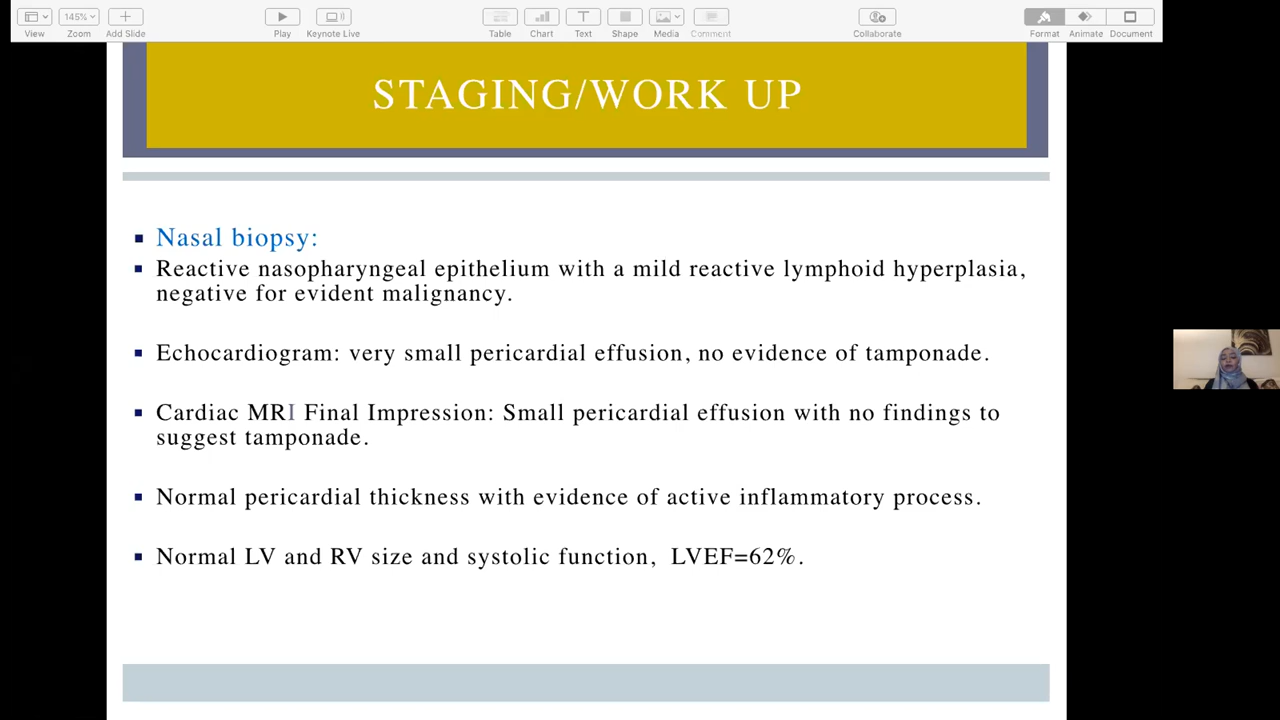 145%
View
Zoom
Add Slide
Play
Keynote Live
Table
Chart
Text
Shape
Media
Comment
Collaborate
Format
Animate
Document
STAGING/WORK UP
Nasal biopsy:
Reactive nasopharyngeal epithelium with a mild reactive lymphoid hyperplasia,
negative for evident malignancy.
Echocardiogram: very small pericardial effusion, no evidence of tamponade.
Cardiac MRI Final Impression: Small pericardial effusion with no findings to
suggest tamponade.
Normal pericardial thickness with evidence of active inflammatory process.
Normal LV and RV size and systolic function, LVEF=62%.